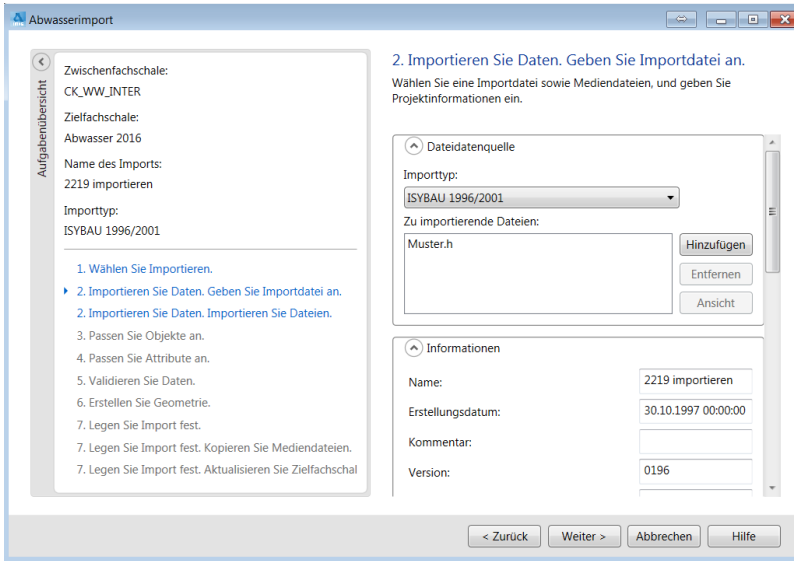 Abwasserimport
Aufgabenübersicht
Zwischenfachschale:
CK_WW_INTER
Zielfachschale:
Abwasser 2016
Name des Imports:
2219 importieren
Importtyp:
ISYBAU 1996/2001
1. Wählen Sie Importieren.
2. Importieren Sie Daten. Geben Sie Importdatei an.
2. Importieren Sie Daten. Importieren Sie Dateien.
3. Passen Sie Objekte an.
4. Passen Sie Attribute an.
5. Validieren Sie Daten.
6. Erstellen Sie Geometrie.
7. Legen Sie Import fest.
7. Legen Sie Import fest. Kopieren Sie Mediendateien.
7. Legen Sie Import fest. Aktualisieren Sie Zielfachschal
2. Importieren Sie Daten. Geben Sie Importdatei an.
Wählen Sie eine Importdatei sowie Mediendateien, und geben Sie
Projektinformationen ein.
Dateidatenquelle
Importtyp:
ISYBAU 1996/2001
Zu importierende Dateien:
Muster.h
Hinzufügen
Entfernen
Ansicht
Informationen
Name: 2219 importieren
Erstellungsdatum: 30.10.1997 00:00:00
Kommentar:
Version: 0196
< Zurück Weiter > Abbrechen Hilfe